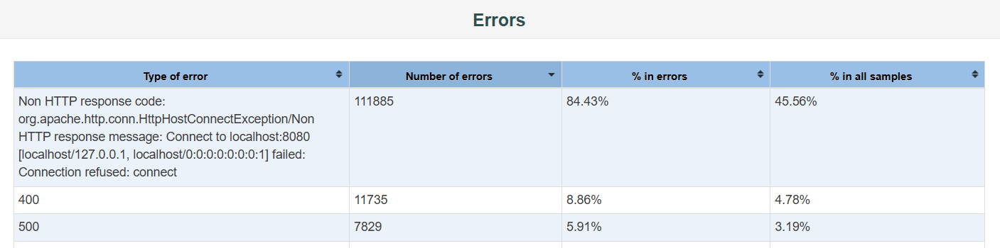 Errors
Type of error Number of errors % in errors % in all samples
Non HTTP response code: 111885 84.43% 45.56%
org.apache.http.conn.HttpHostConnectException/Non
HTTP response message: Connect to localhost:8080
[localhost/127.0.0.1, localhost/0:0:0:0:0:0:0:1] failed:
Connection refused: connect
400 11735 8.86% 4.78%
500 7829 5.91% 3.19%